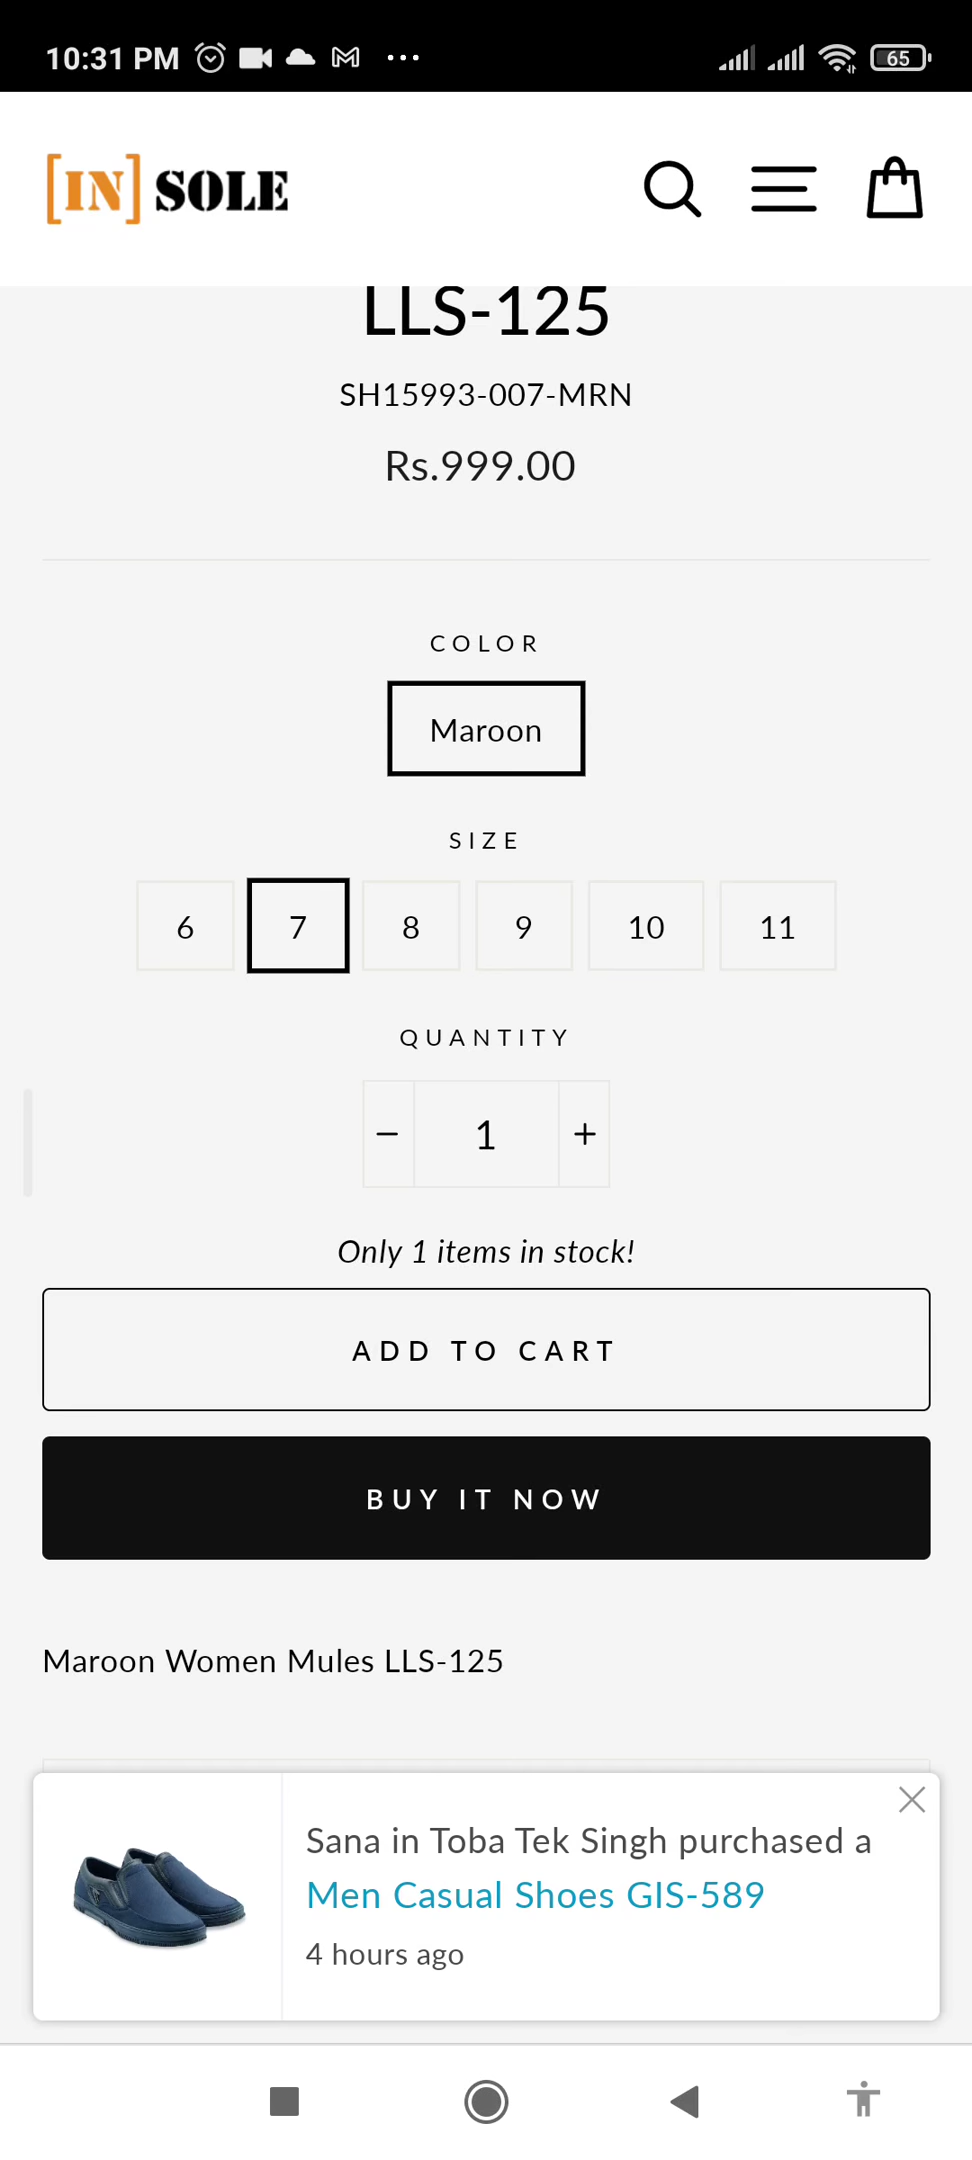 10:31 PM
65
[IN] SOLE
LLS-125
SH15993-007-MRN
Rs.999.00
COLOR
Maroon
SIZE
6 7 8 9 10 11
QUANTITY
− 1 +
Only 1 items in stock!
ADD TO CART
BUY IT NOW
Maroon Women Mules LLS-125
Sana in Toba Tek Singh purchased a
Men Casual Shoes GIS-589
4 hours ago